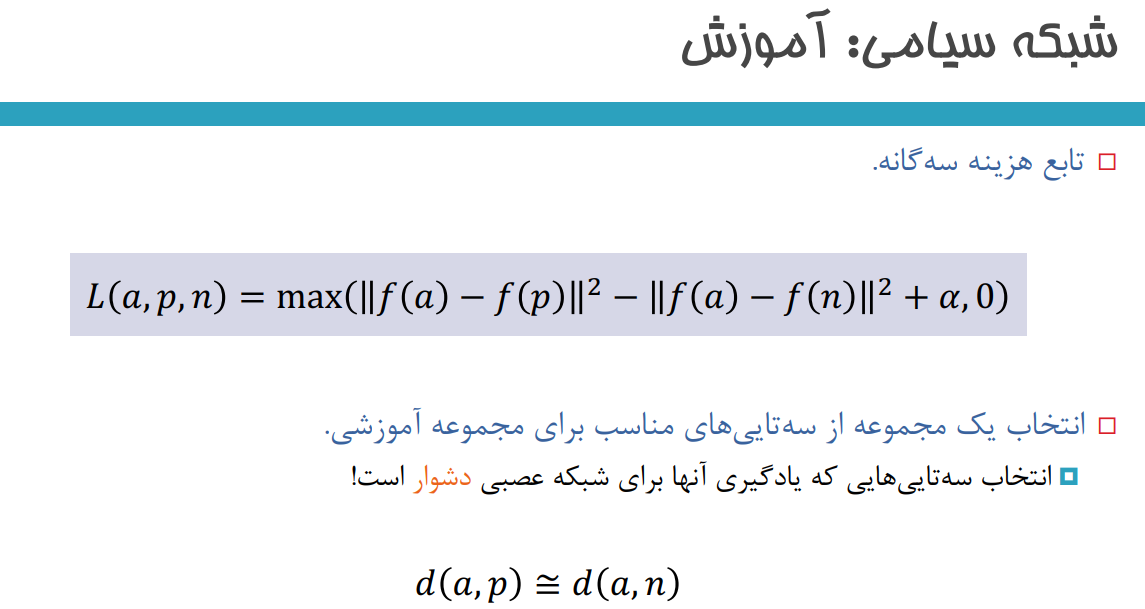 شبکه سیامی: آموزش
تابع هزینه سه‌گانه.
L(a, p, n) = max(‖f(a) − f(p)‖² − ‖f(a) − f(n)‖² + α, 0)
انتخاب یک مجموعه از سه‌تایی‌های مناسب برای مجموعه آموزشی.
انتخاب سه‌تایی‌هایی که یادگیری آنها برای شبکه عصبی دشوار است!
d(a, p) ≅ d(a, n)